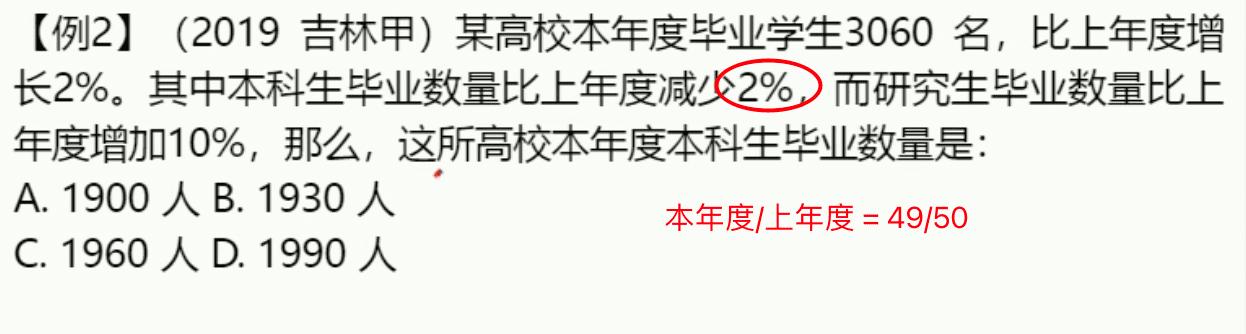 【例2】（2019 吉林甲）某高校本年度毕业学生3060 名，比上年度增
长2%。其中本科生毕业数量比上年度减少2%，而研究生毕业数量比上
年度增加10%，那么，这所高校本年度本科生毕业数量是：
A. 1900 人 B. 1930 人
本年度/上年度 = 49/50
C. 1960 人 D. 1990 人